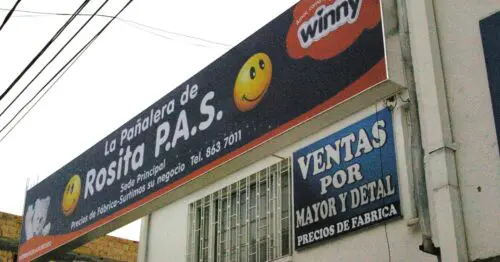 La Pañalera de
Rosita P.A.S.
Sede Principal
Precios de Fábrica-Surtimos su negocio Tel. 863 7011
winny
VENTAS
POR
MAYOR Y DETAL
PRECIOS DE FABRICA